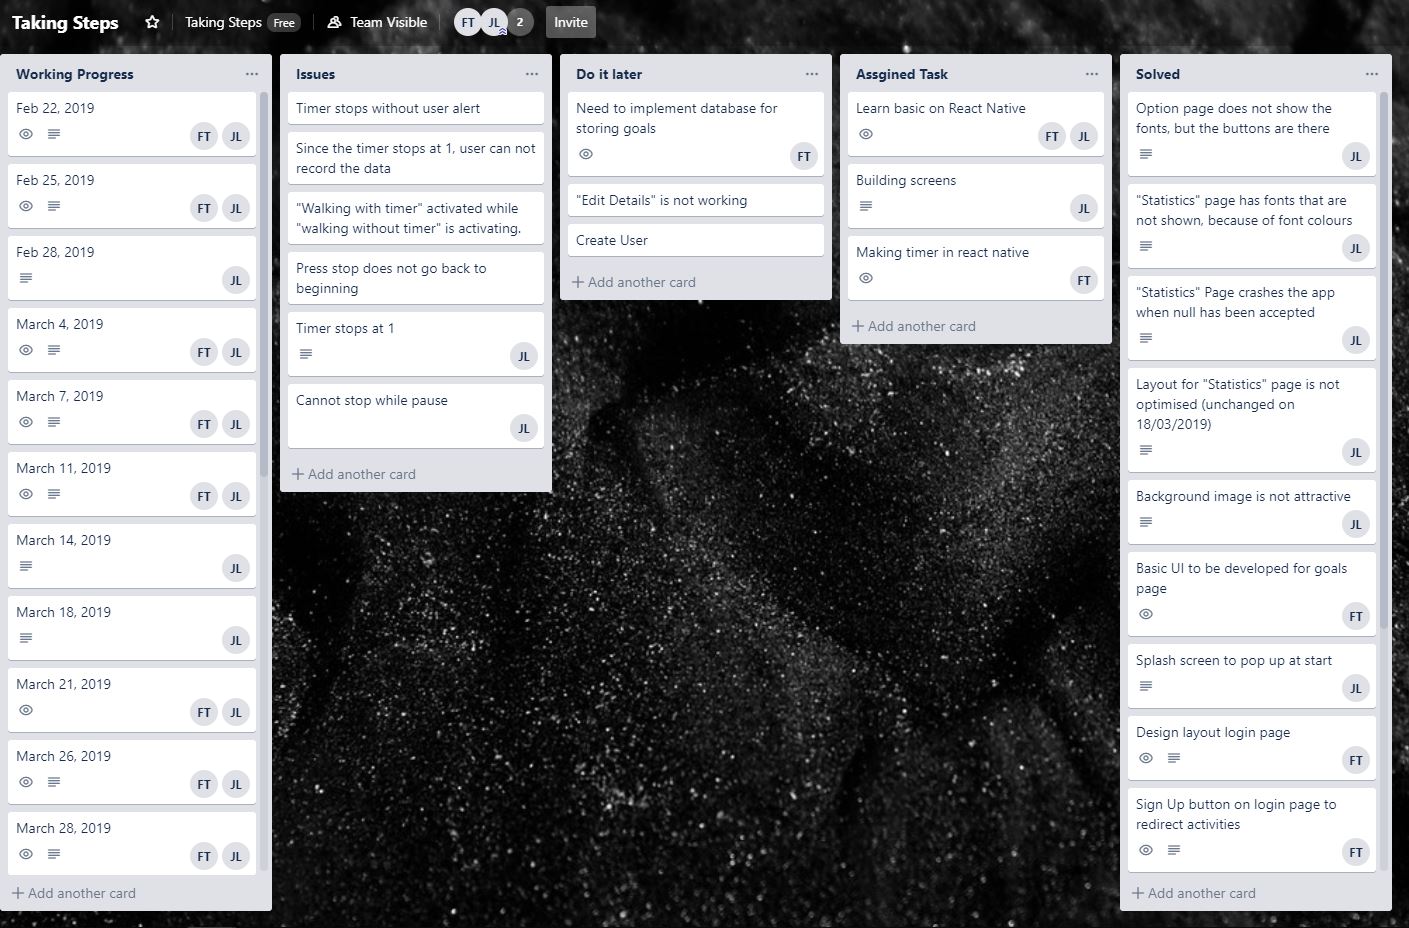 Taking Steps
Taking Steps Free
Team Visible
FT JL 2
Invite
Working Progress
Feb 22, 2019
FT JL
Feb 25, 2019
FT JL
Feb 28, 2019
JL
March 4, 2019
FT JL
March 7, 2019
FT JL
March 11, 2019
FT JL
March 14, 2019
JL
March 18, 2019
JL
March 21, 2019
FT JL
March 26, 2019
FT JL
March 28, 2019
FT JL
+ Add another card
Issues
Timer stops without user alert
Since the timer stops at 1, user can not
record the data
"Walking with timer" activated while
"walking without timer" is activating.
Press stop does not go back to
beginning
Timer stops at 1
JL
Cannot stop while pause
JL
+ Add another card
Do it later
Need to implement database for
storing goals
FT
"Edit Details" is not working
Create User
+ Add another card
Assgined Task
Learn basic on React Native
FT JL
Building screens
JL
Making timer in react native
FT
+ Add another card
Solved
Option page does not show the
fonts, but the buttons are there
JL
"Statistics" page has fonts that are
not shown, because of font colours
JL
"Statistics" Page crashes the app
when null has been accepted
JL
Layout for "Statistics" page is not
optimised (unchanged on
18/03/2019)
JL
Background image is not attractive
JL
Basic UI to be developed for goals
page
FT
Splash screen to pop up at start
JL
Design layout login page
FT
Sign Up button on login page to
redirect activities
FT
+ Add another card